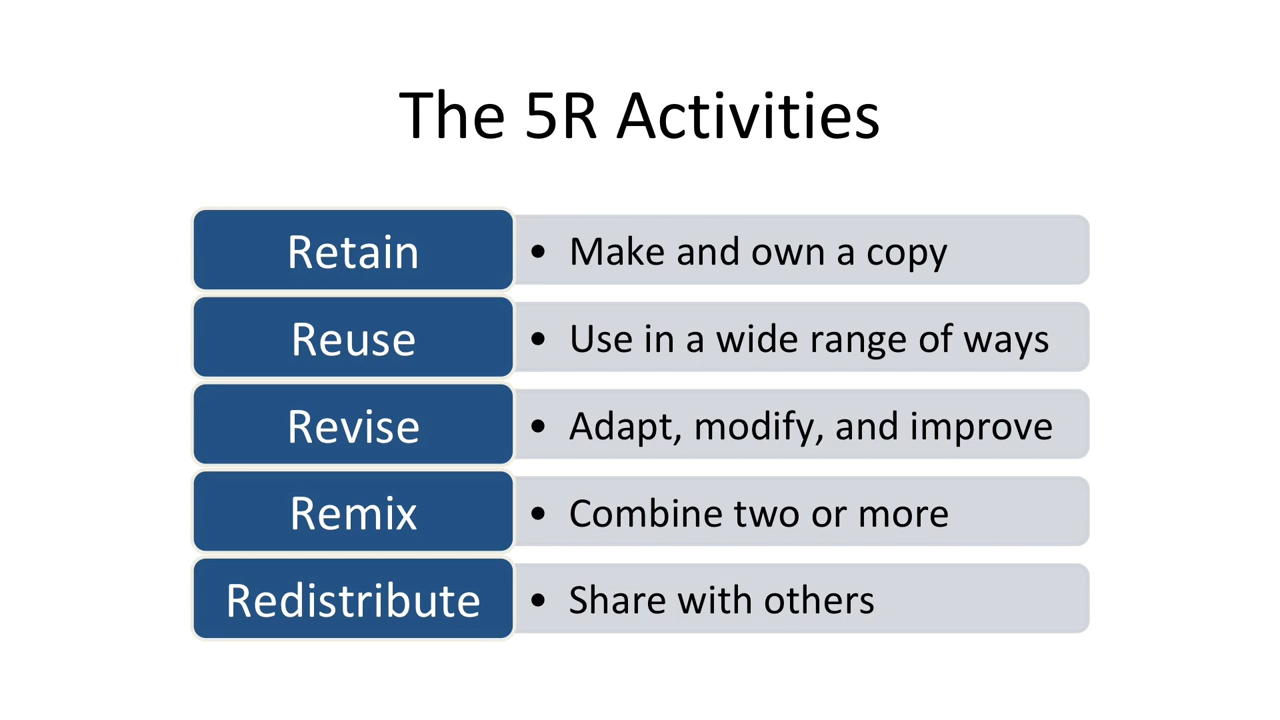 The 5R Activities
Retain
• Make and own a copy
Reuse
• Use in a wide range of ways
Revise
• Adapt, modify, and improve
Remix
• Combine two or more
Redistribute
• Share with others